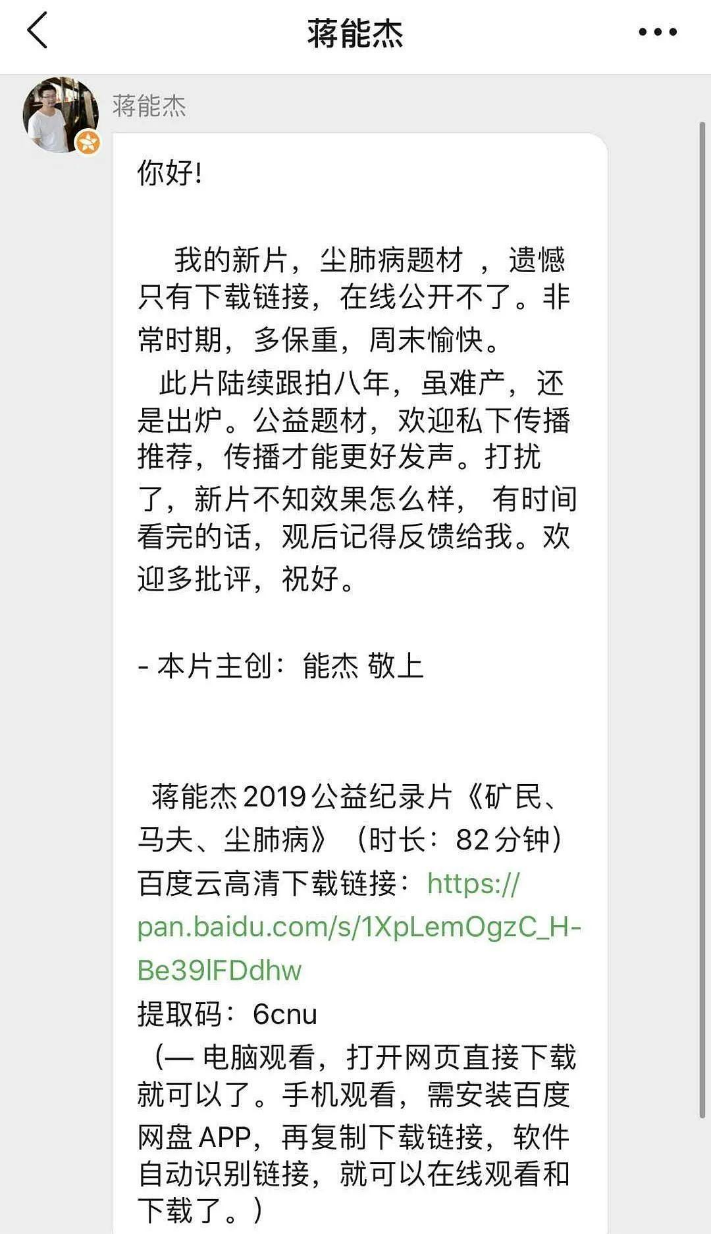 蒋能杰
蒋能杰
你好!
我的新片，尘肺病题材 ，遗憾
只有下载链接，在线公开不了。非
常时期，多保重，周末愉快。
此片陆续跟拍八年，虽难产，还
是出炉。公益题材，欢迎私下传播
推荐，传播才能更好发声。打扰
了，新片不知效果怎么样， 有时间
看完的话，观后记得反馈给我。欢
迎多批评，祝好。
- 本片主创：能杰 敬上
蒋能杰2019公益纪录片《矿民、
马夫、尘肺病》（时长：82分钟）
百度云高清下载链接：https://
pan.baidu.com/s/1XpLemOgzC_H-
Be39lFDdhw
提取码：6cnu
（— 电脑观看，打开网页直接下载
就可以了。手机观看，需安装百度
网盘APP，再复制下载链接，软件
自动识别链接，就可以在线观看和
下载了。）